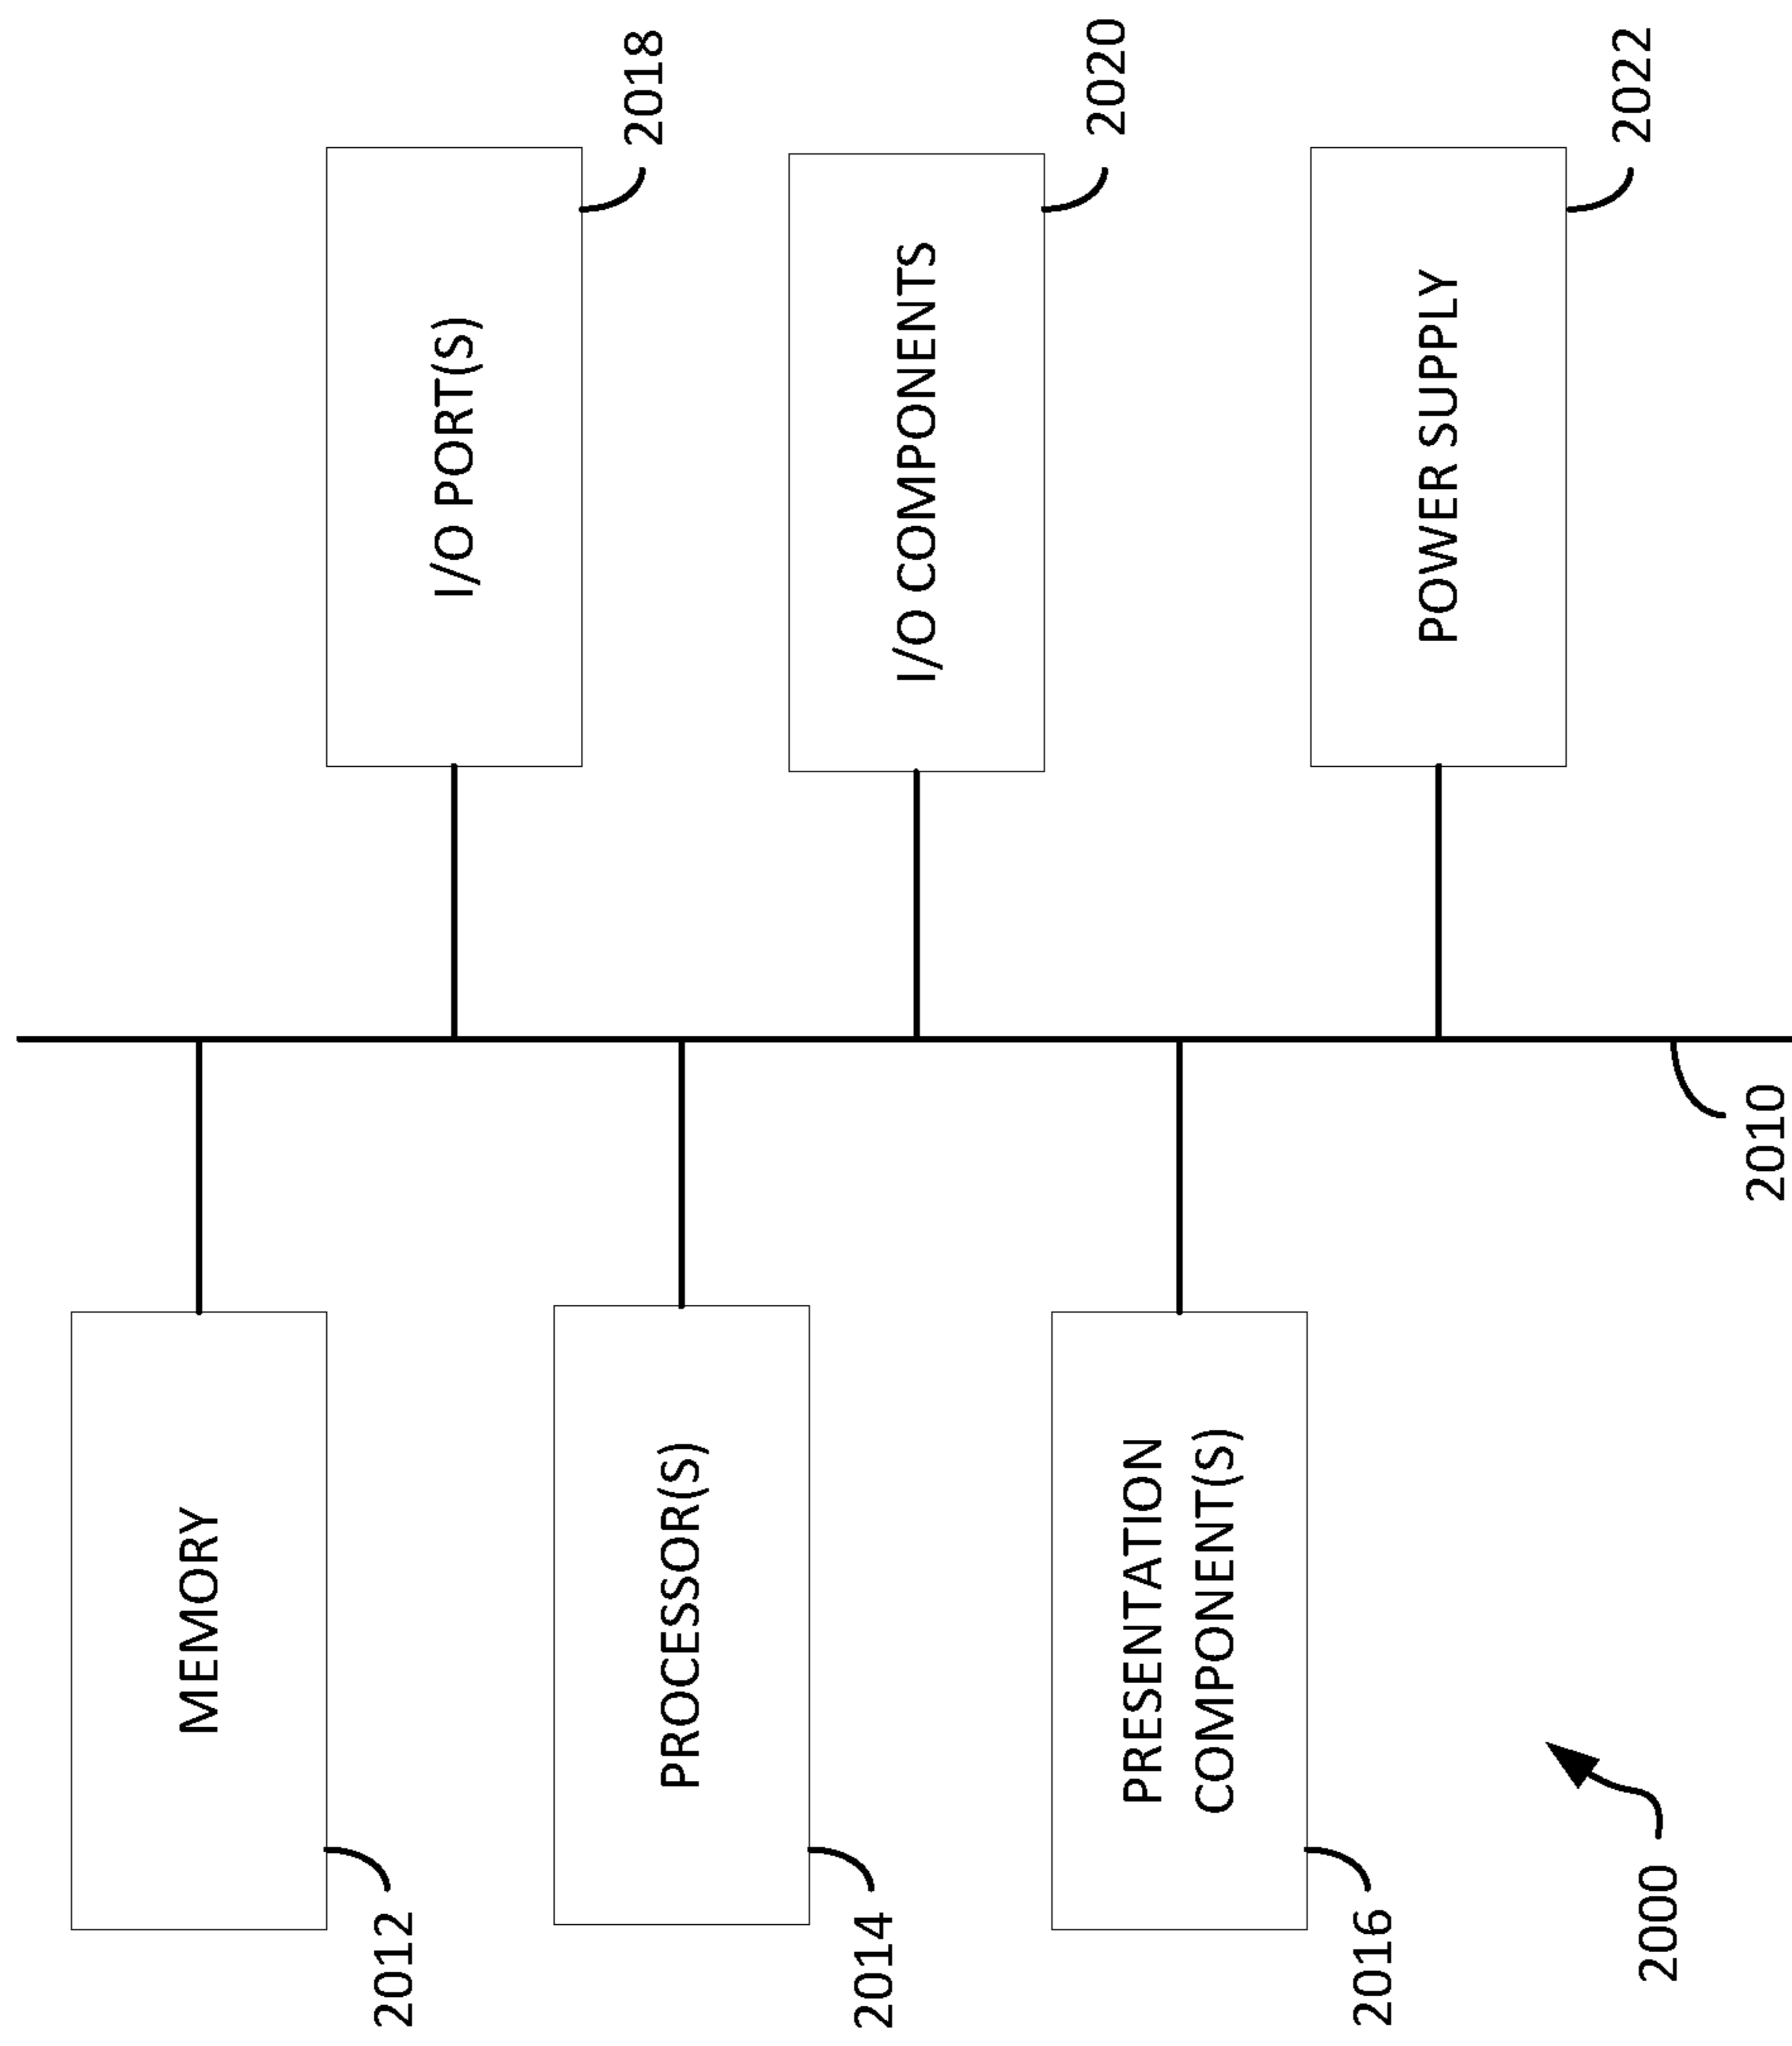 MEMORY
2012
I/O PORT(S)
2018
PROCESSOR(S)
2014
I/O COMPONENTS
2020
PRESENTATION
COMPONENT(S)
2016
POWER SUPPLY
2022
2010
2000